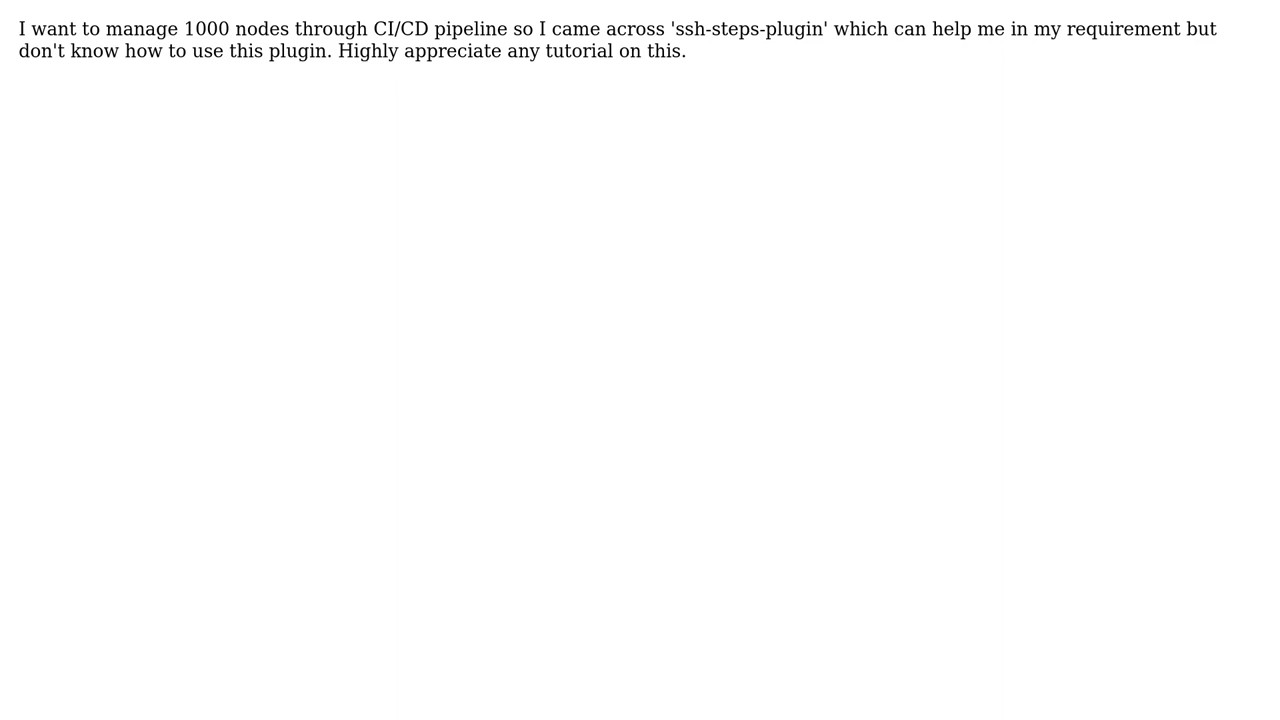 I want to manage 1000 nodes through CI/CD pipeline so I came across 'ssh-steps-plugin' which can help me in my requirement but
don't know how to use this plugin. Highly appreciate any tutorial on this.